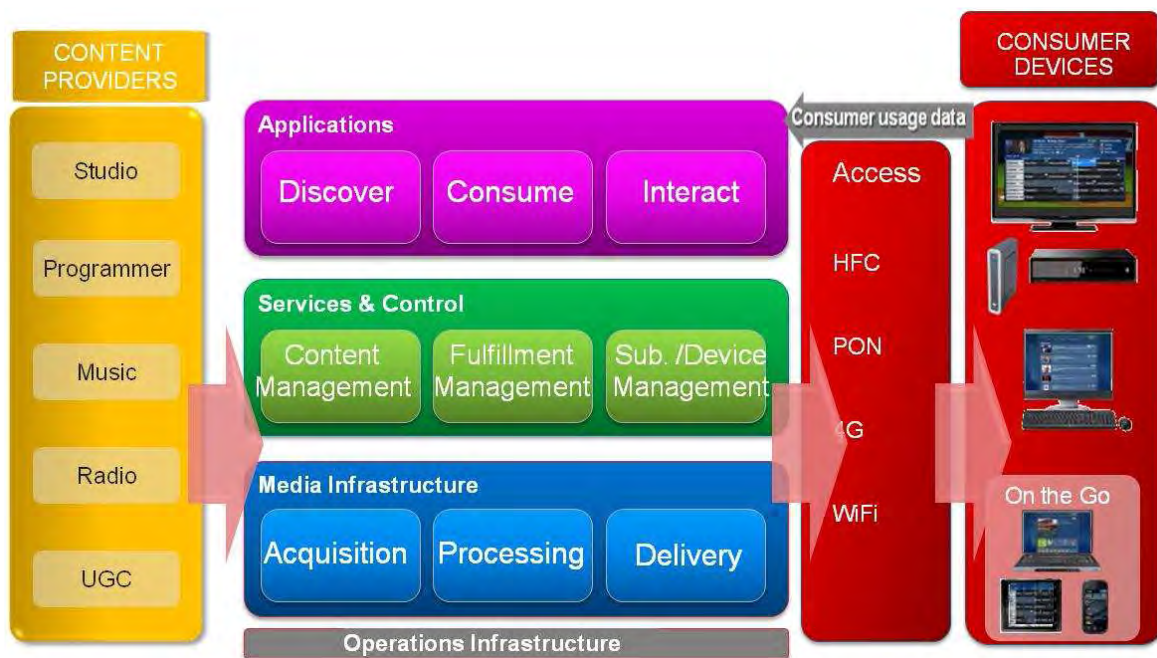 CONTENT
PROVIDERS
Studio
Programmer
Music
Radio
UGC
Applications
Discover
Consume
Interact
Services & Control
Content
Management
Fulfillment
Management
Sub. /Device
Management
Media Infrastructure
Acquisition
Processing
Delivery
Operations Infrastructure
Consumer usage data
Access
HFC
PON
4G
WiFi
CONSUMER
DEVICES
On the Go